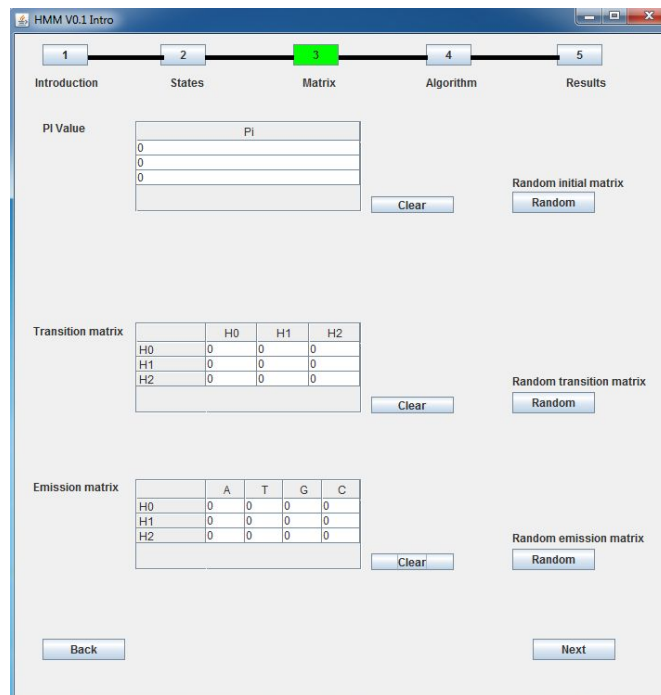 HMM V0.1 Intro
1 2 3 4 5
Introduction States Matrix Algorithm Results
PI Value
Pi
0
0
0
Clear
Random initial matrix
Random
Transition matrix
H0 H1 H2
H0 0 0 0
H1 0 0 0
H2 0 0 0
Clear
Random transition matrix
Random
Emission matrix
A T G C
H0 0 0 0 0
H1 0 0 0 0
H2 0 0 0 0
Clear
Random emission matrix
Random
Back Next